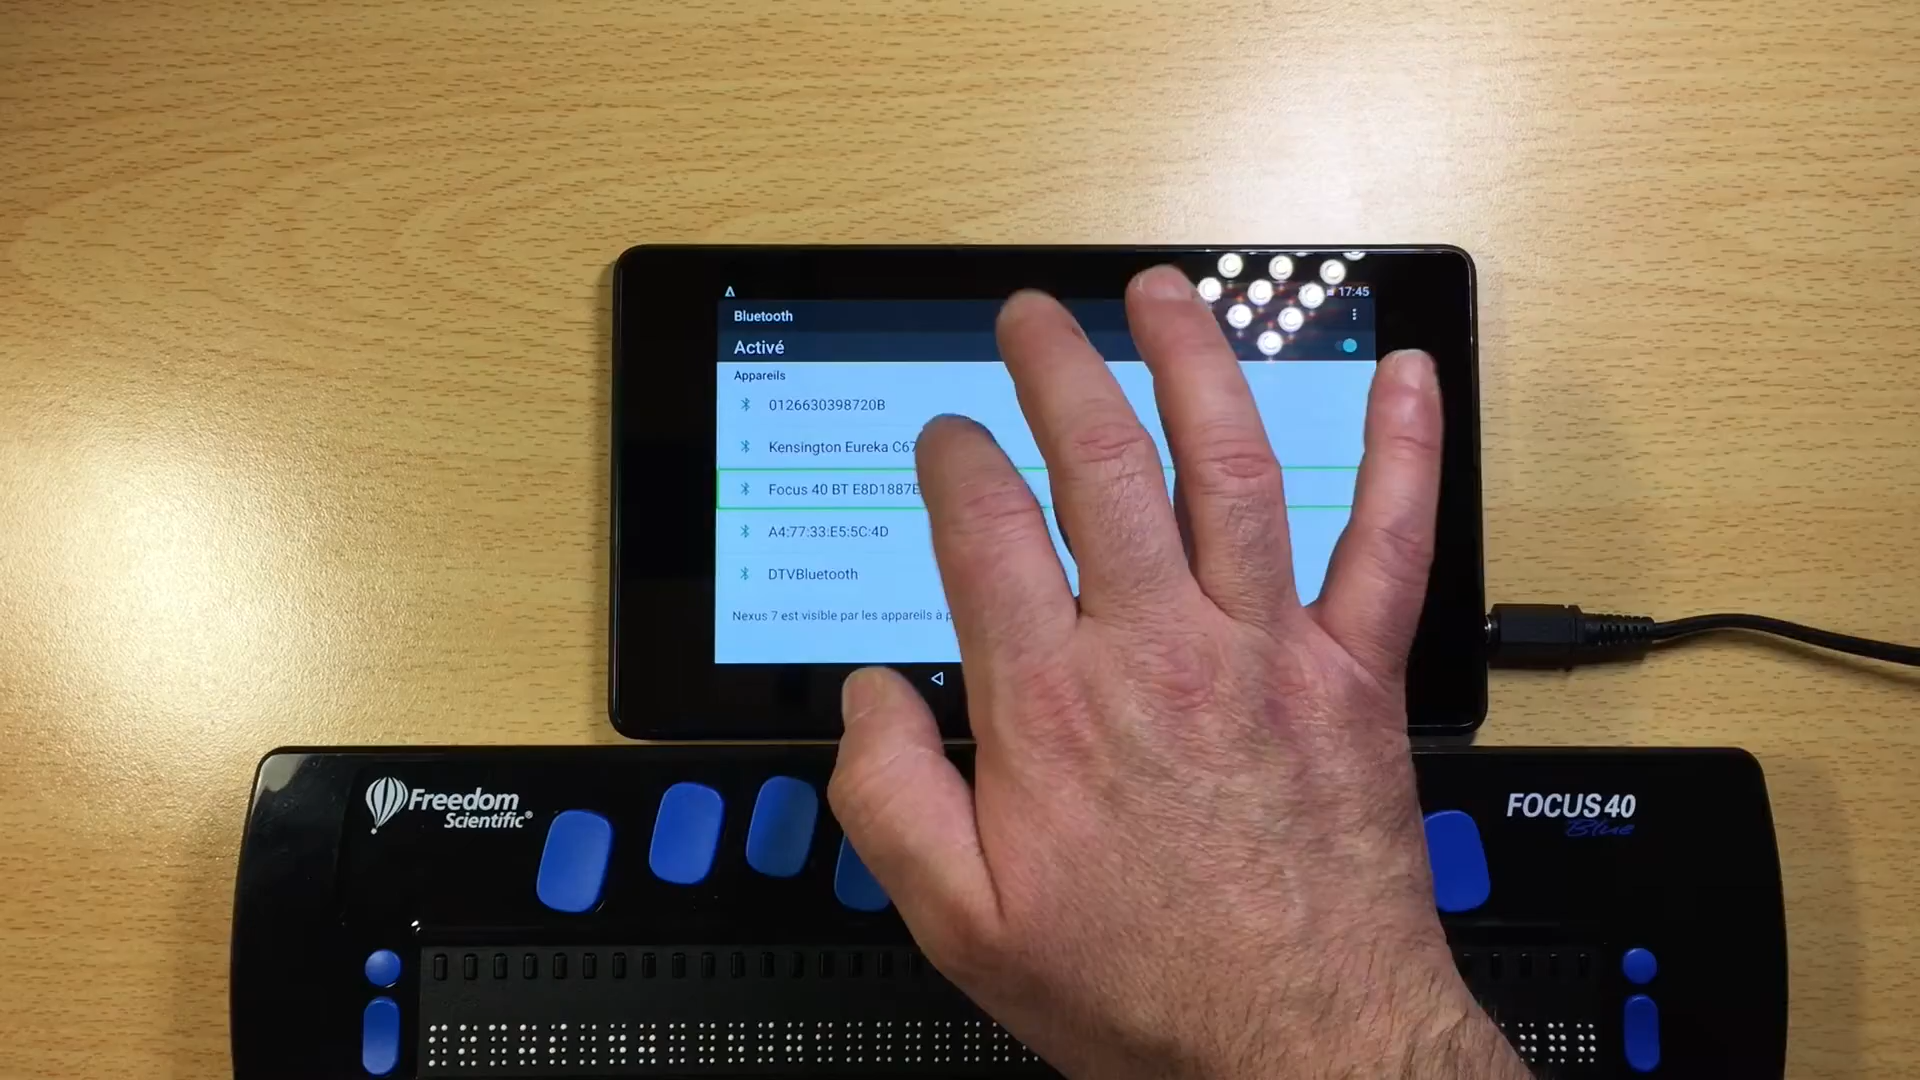 17:45
Bluetooth
Activé
Appareils
0126630398720B
Kensington Eureka C67
Focus 40 BT E8D1887E
A4:77:33:E5:5C:4D
DTVBluetooth
Nexus 7 est visible par les appareils à
Freedom
Scientific®
FOCUS 40
Blue